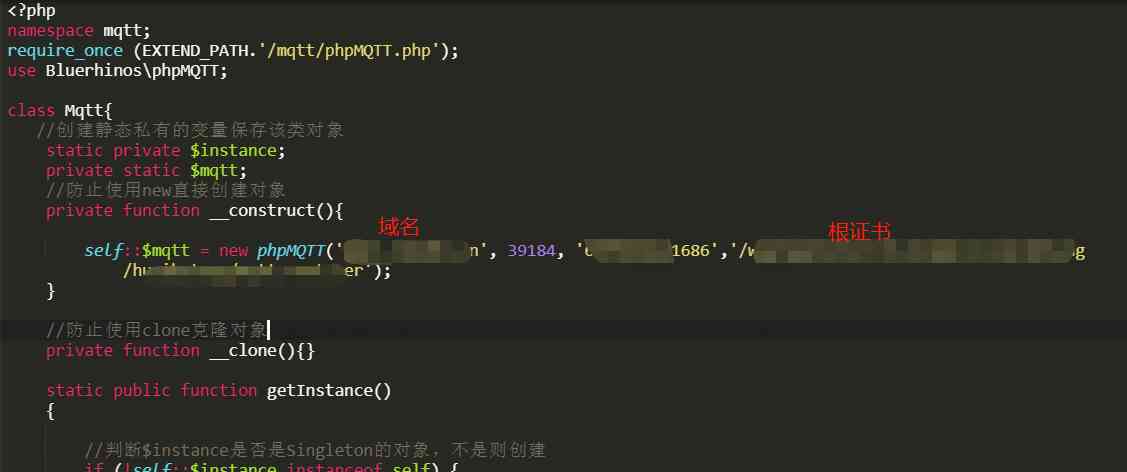 <?php
namespace mqtt;
require_once (EXTEND_PATH.'/mqtt/phpMQTT.php');
use Bluerhinos\phpMQTT;
class Mqtt{
//创建静态私有的变量保存该类对象
static private $instance;
private static $mqtt;
//防止使用new直接创建对象
private function __construct(){
域名
根证书
self::$mqtt = new phpMQTT('n', 39184, '1686','/
/er');
}
//防止使用clone克隆对象
private function __clone(){}
static public function getInstance()
{
//判断$instance是否是Singleton的对象，不是则创建
if (!self::$instance instanceof self) {